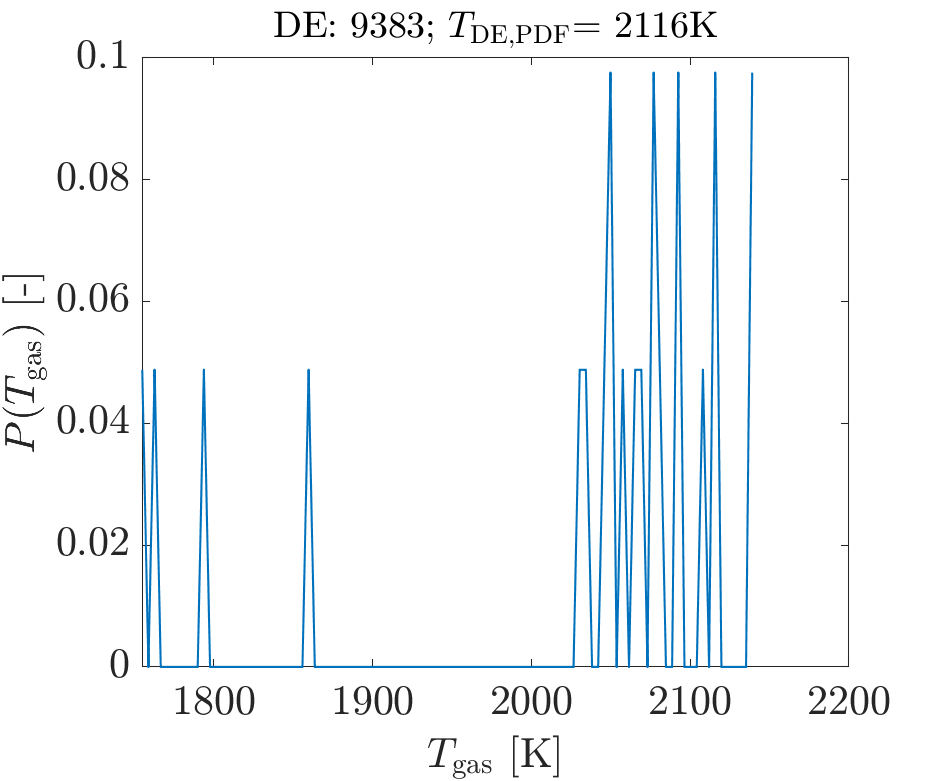 DE: 9383; T_DE,PDF= 2116K
0.1
0.08
0.06
0.04
0.02
0
P(T_gas) [-]
1800 1900 2000 2100 2200
T_gas [K]